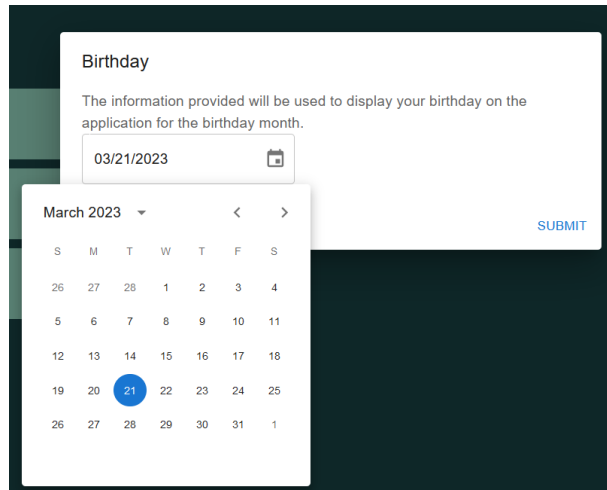 Birthday
The information provided will be used to display your birthday on the
application for the birthday month.
03/21/2023
March 2023
SUBMIT
S M T W T F S
26 27 28 1 2 3 4
5 6 7 8 9 10 11
12 13 14 15 16 17 18
19 20 21 22 23 24 25
26 27 28 29 30 31 1